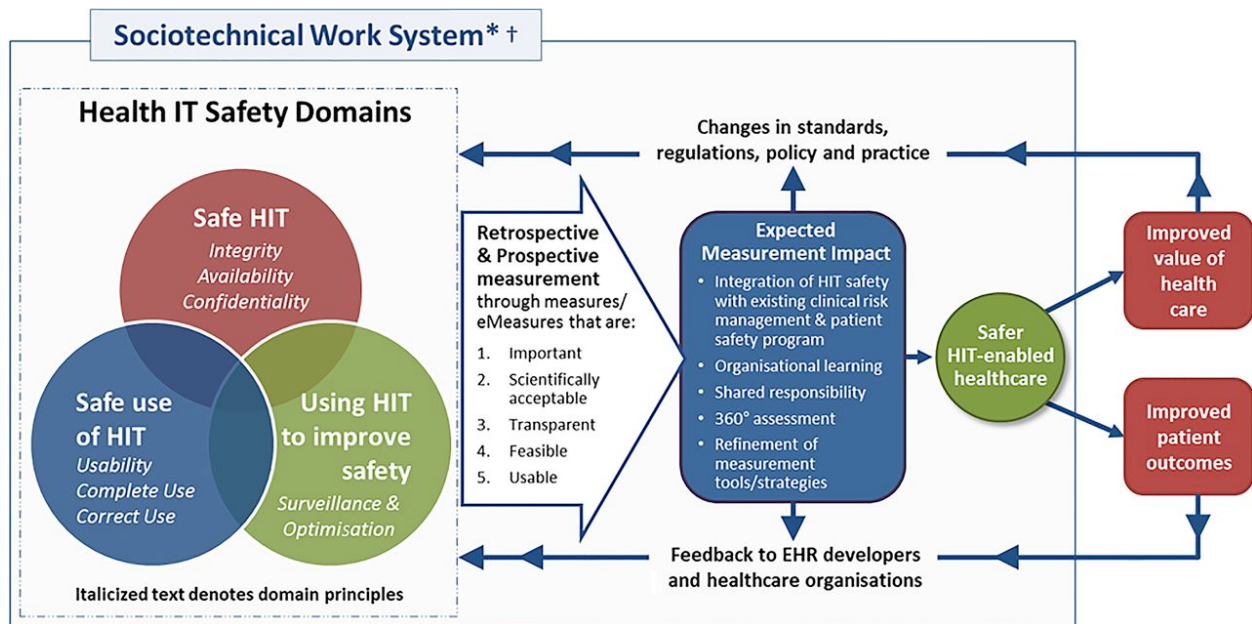 Sociotechnical Work System* †
Health IT Safety Domains
Safe HIT
Integrity
Availability
Confidentiality
Safe use
of HIT
Usability
Complete Use
Correct Use
Using HIT
to improve
safety
Surveillance &
Optimisation
Italicized text denotes domain principles
Retrospective
& Prospective
measurement
through measures/
eMeasures that are:
1. Important
2. Scientifically
acceptable
3. Transparent
4. Feasible
5. Usable
Changes in standards,
regulations, policy and practice
Expected
Measurement Impact
• Integration of HIT safety
with existing clinical risk
management & patient
safety program
• Organisational learning
• Shared responsibility
• 360° assessment
• Refinement of
measurement
tools/strategies
Feedback to EHR developers
and healthcare organisations
Safer
HIT-enabled
healthcare
Improved
value of
health
care
Improved
patient
outcomes